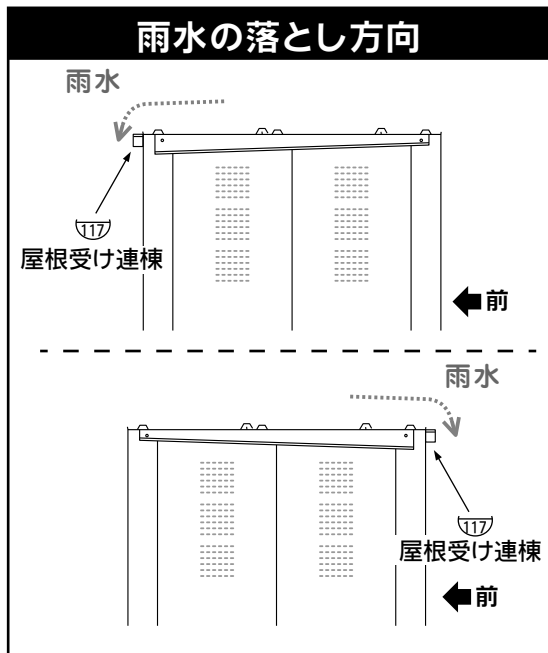 雨水の落とし方向
雨水
117
屋根受け連棟
前
雨水
117
屋根受け連棟
前